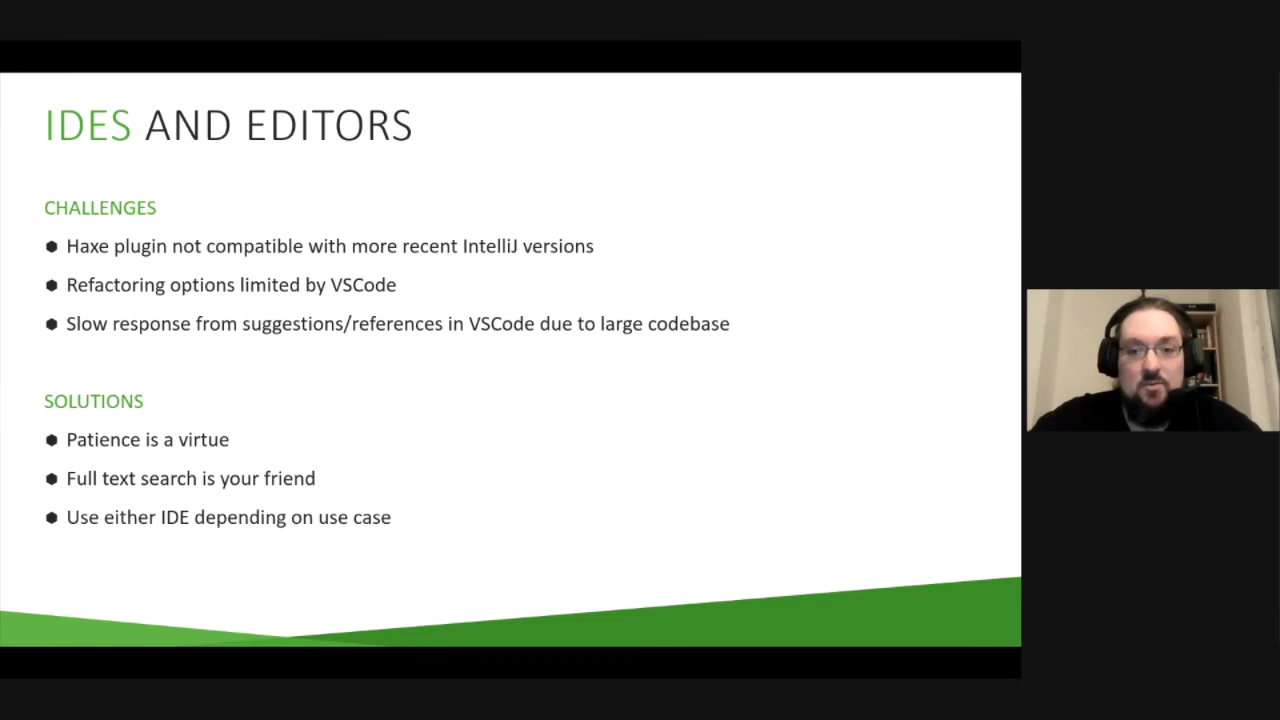 IDES AND EDITORS
CHALLENGES
Haxe plugin not compatible with more recent IntelliJ versions
Refactoring options limited by VSCode
Slow response from suggestions/references in VSCode due to large codebase
SOLUTIONS
Patience is a virtue
Full text search is your friend
Use either IDE depending on use case